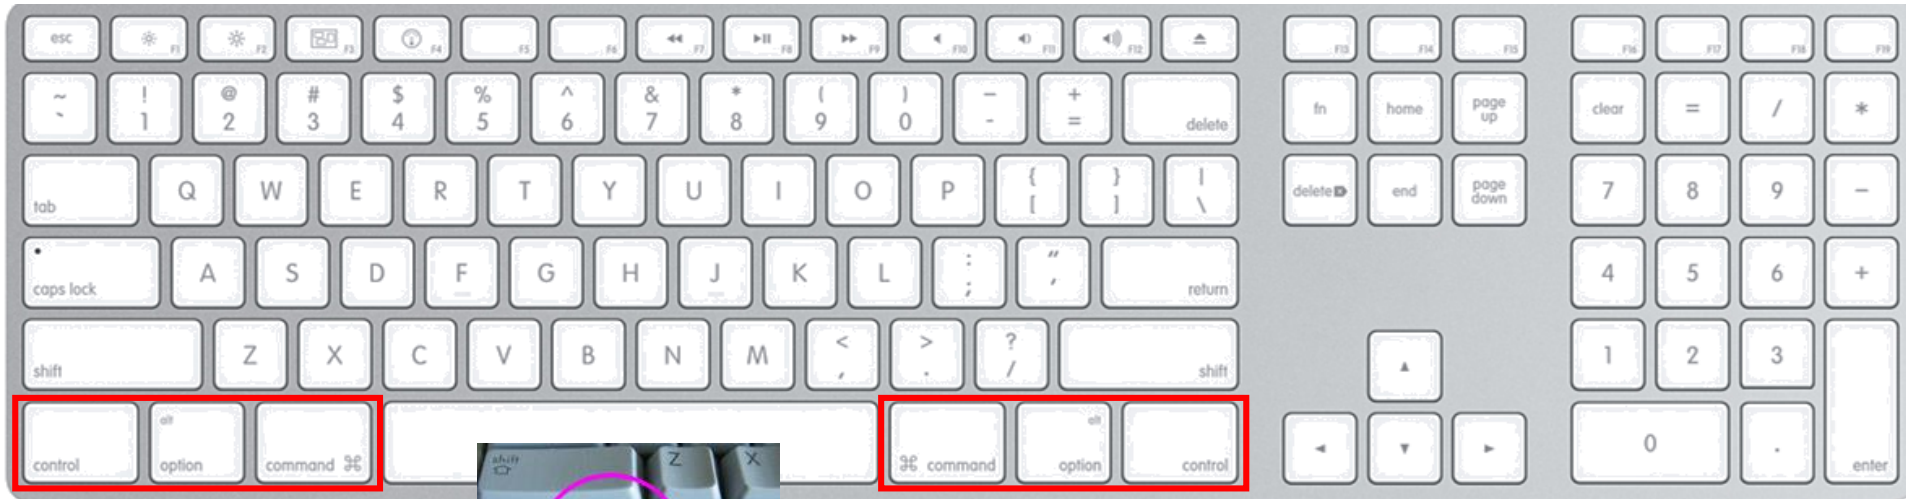 esc F1 F2 F3 F4 F5 F6 F7 F8 F9 F10 F11 F12 F13 F14 F15 F16 F17 F18 F19
~ ! @ # $ % ^ & * ( ) — +
` 1 2 3 4 5 6 7 8 9 0 - = delete fn home page up clear = / *
tab Q W E R T Y U I O P { [ } ] | \ delete end page down 7 8 9 −
caps lock A S D F G H J K L : ; " ' return 4 5 6 +
shift Z X C V B N M < , > . ? / shift 1 2 3
control alt option command ⌘ ⌘ command alt option control 0 . enter
shift Z X